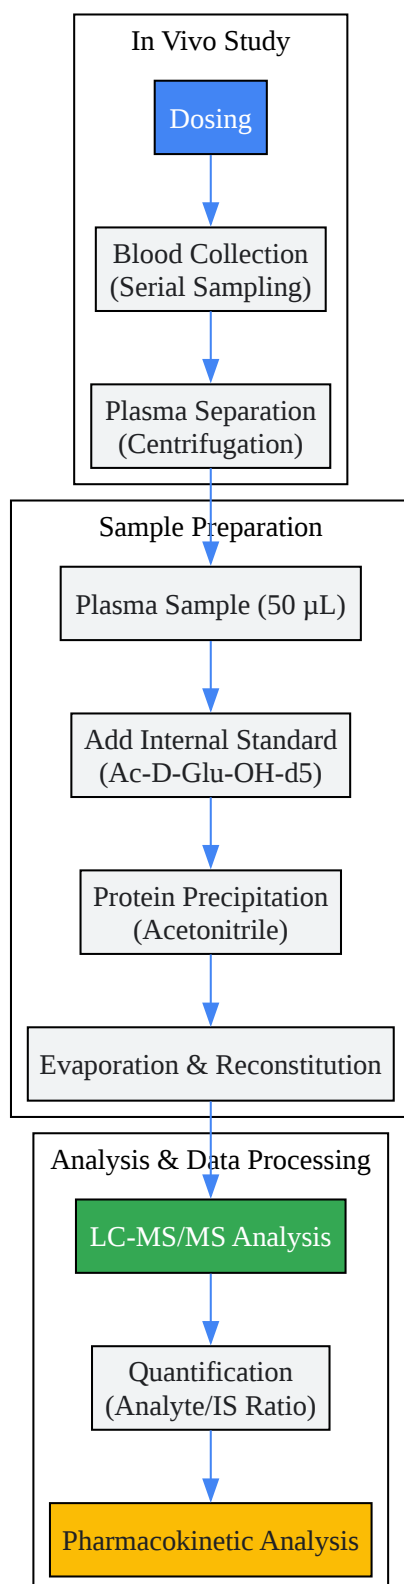 In Vivo Study
Dosing
Blood Collection
(Serial Sampling)
Plasma Separation
(Centrifugation)
Sample Preparation
Plasma Sample (50 µL)
Add Internal Standard
(Ac-D-Glu-OH-d5)
Protein Precipitation
(Acetonitrile)
Evaporation & Reconstitution
Analysis & Data Processing
LC-MS/MS Analysis
Quantification
(Analyte/IS Ratio)
Pharmacokinetic Analysis